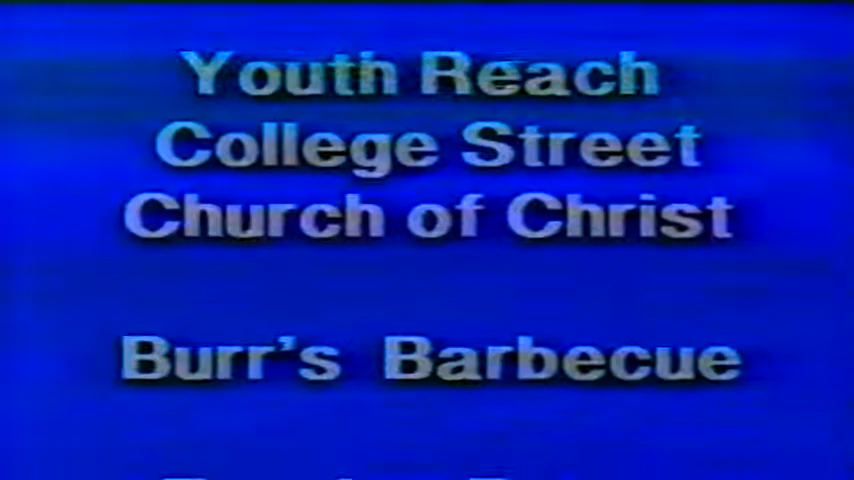 Youth Reach
College Street
Church of Christ
Burr's Barbecue